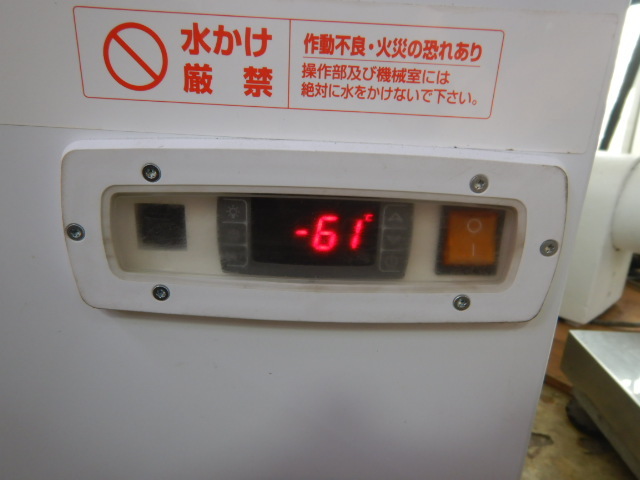 水かけ
厳禁
作動不良・火災の恐れあり
操作部及び機械室には
絶対に水をかけないで下さい。
-61℃
O
I